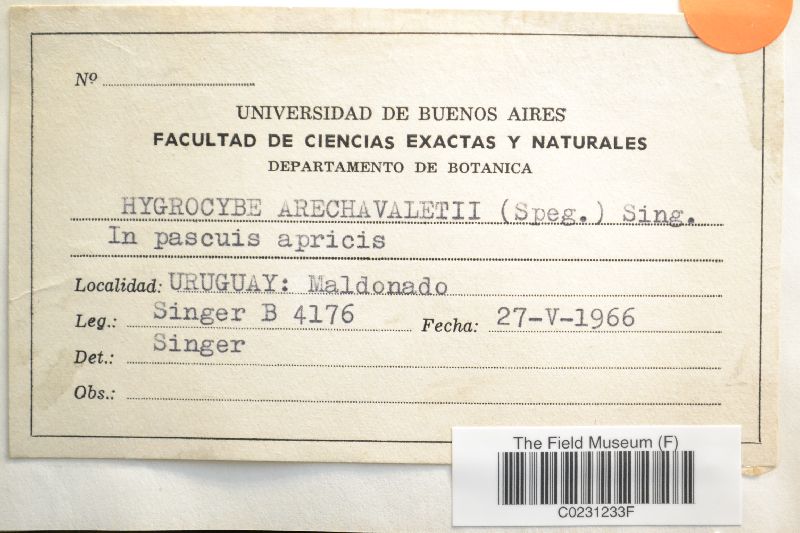 Nº
UNIVERSIDAD DE BUENOS AIRES
FACULTAD DE CIENCIAS EXACTAS Y NATURALES
DEPARTAMENTO DE BOTANICA
HYGROCYBE ARECHAVALETII (Speg.) Sing.
In pascuis apricis
Localidad: URUGUAY: Maldonado
Leg.: Singer B 4176 Fecha: 27-V-1966
Det.: Singer
Obs.:
The Field Museum (F)
C0231233F